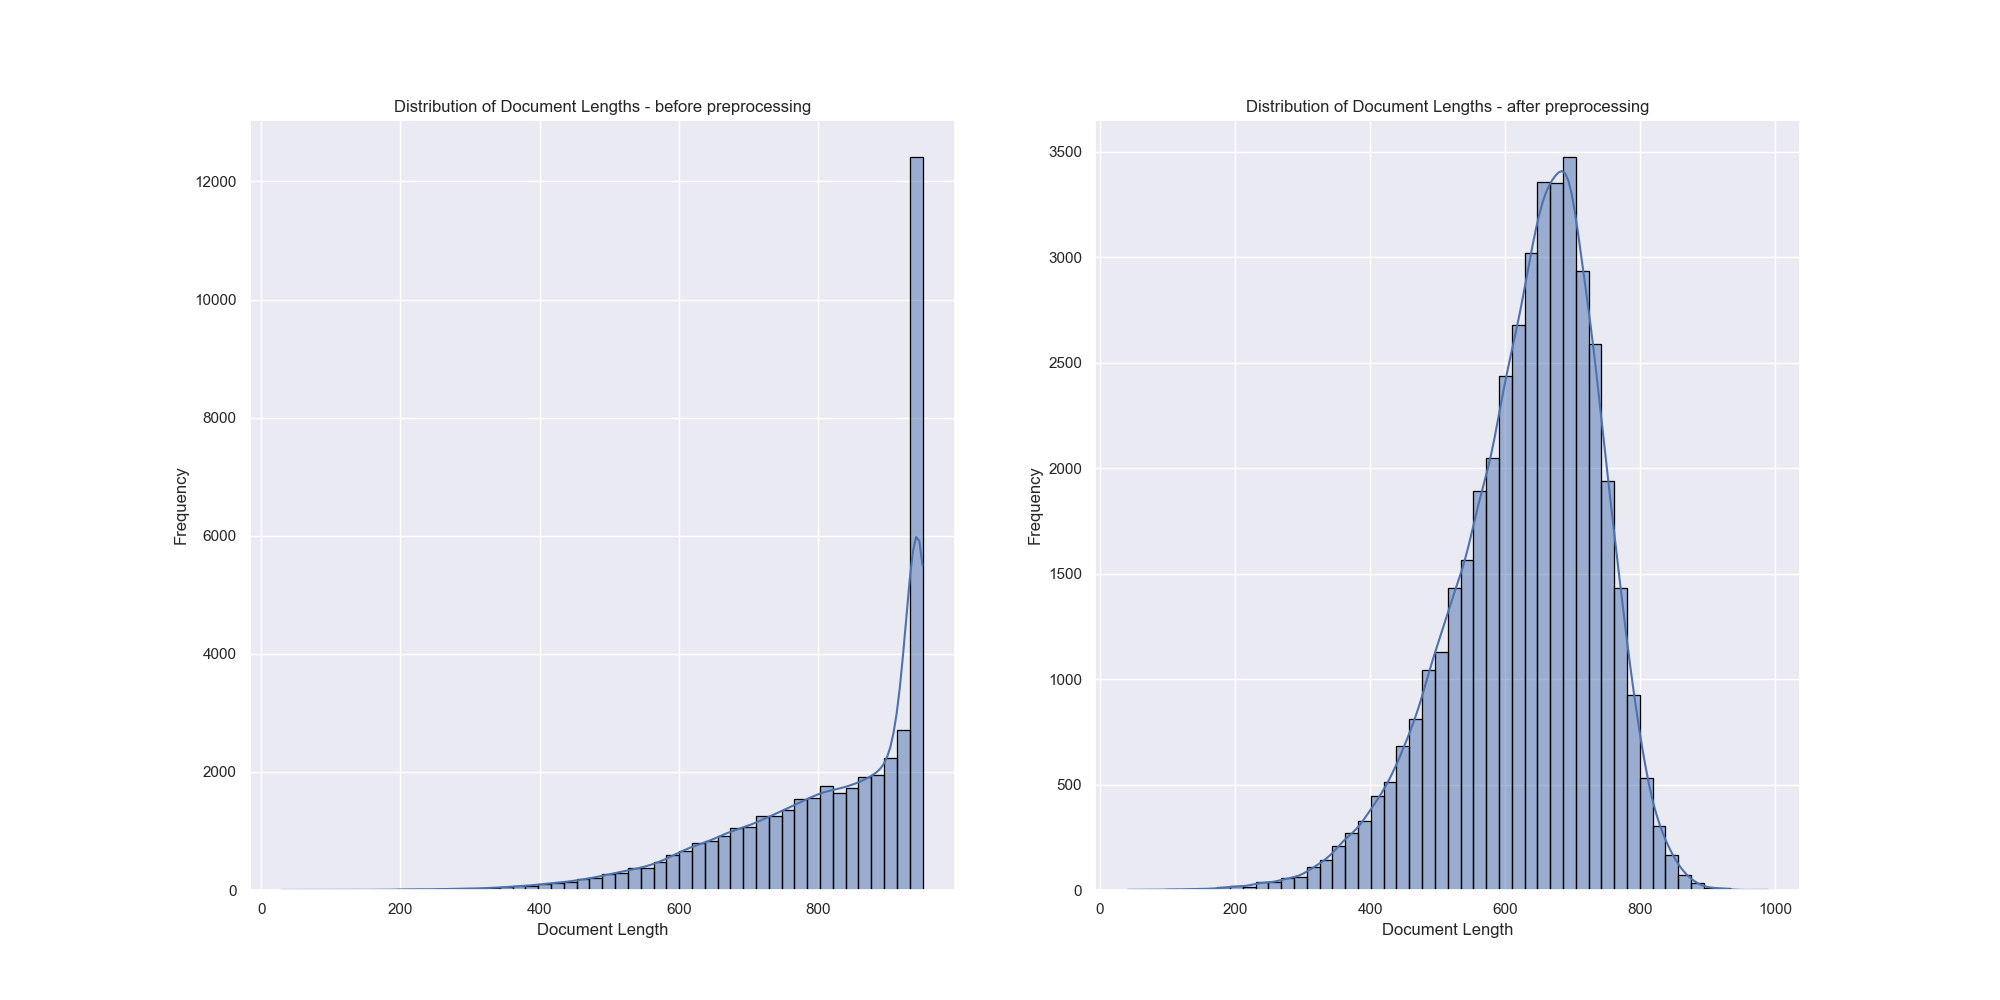 Distribution of Document Lengths - before preprocessing
12000
10000
8000
6000
4000
2000
0
Frequency
0 200 400 600 800
Document Length
Distribution of Document Lengths - after preprocessing
3500
3000
2500
2000
1500
1000
500
0
Frequency
0 200 400 600 800 1000
Document Length